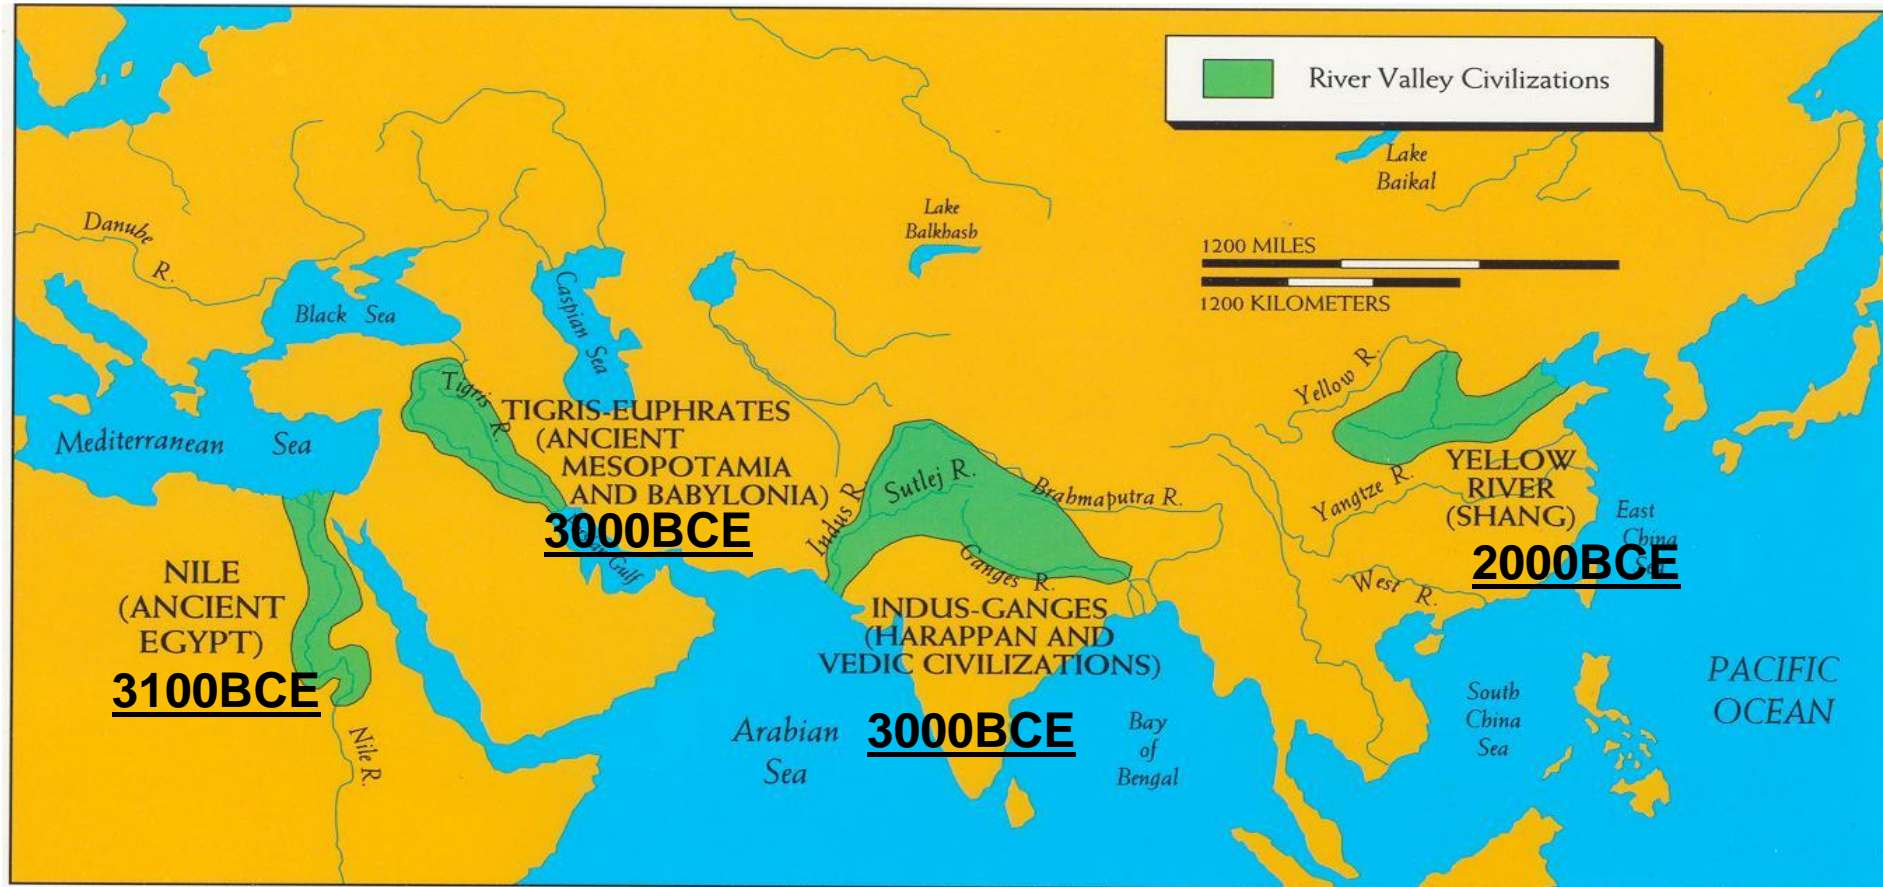 River Valley Civilizations
Lake
Baikal
Lake
Balkhash
Danube
R.
1200 MILES
1200 KILOMETERS
Black Sea
Caspian Sea
Yellow R.
Tigris R.
TIGRIS-EUPHRATES
(ANCIENT
MESOPOTAMIA
AND BABYLONIA)
3000BCE
Mediterranean Sea
Gulf
Indus R.
Sutlej R.
Brahmaputra R.
Ganges R.
INDUS-GANGES
(HARAPPAN AND
VEDIC CIVILIZATIONS)
3000BCE
YELLOW
RIVER
(SHANG)
2000BCE
Yangtze R.
East
China
Sea
West R.
NILE
(ANCIENT
EGYPT)
3100BCE
Nile R.
Arabian
Sea
Bay
of
Bengal
South
China
Sea
PACIFIC
OCEAN